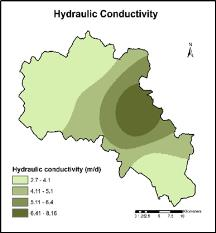 Hydraulic Conductivity
N
Hydraulic conductivity (m/d)
2.7 - 4.1
4.11 - 5.1
5.11 - 6.4
6.41 - 8.16
Kilometers